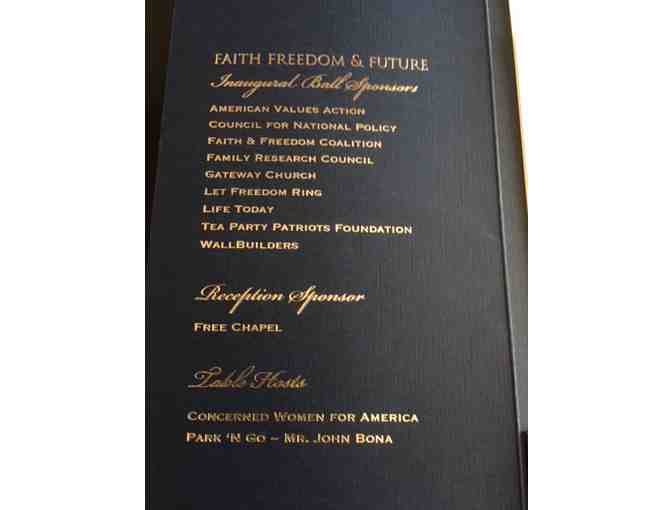 FAITH FREEDOM & FUTURE
Inaugural Ball Sponsors
AMERICAN VALUES ACTION
COUNCIL FOR NATIONAL POLICY
FAITH & FREEDOM COALITION
FAMILY RESEARCH COUNCIL
GATEWAY CHURCH
LET FREEDOM RING
LIFE TODAY
TEA PARTY PATRIOTS FOUNDATION
WALLBUILDERS
Reception Sponsor
FREE CHAPEL
Table Hosts
CONCERNED WOMEN FOR AMERICA
PARK 'N GO ~ MR. JOHN BONA